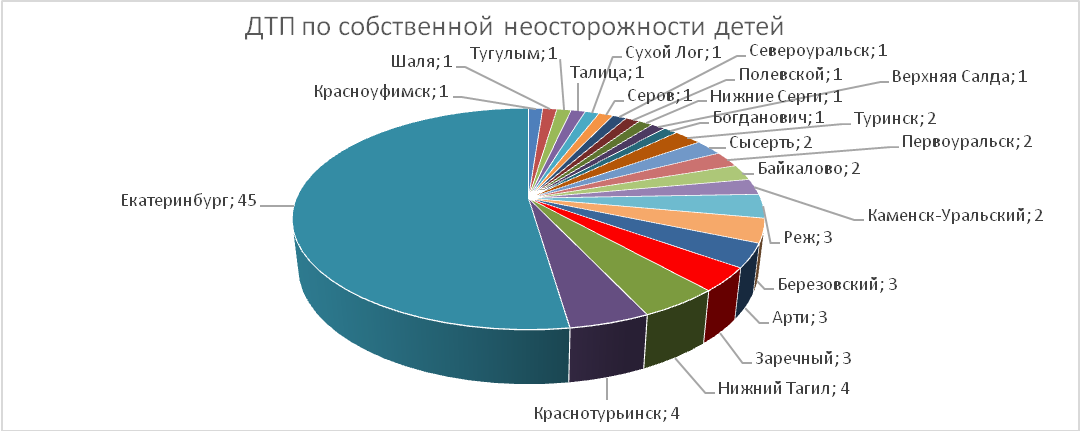 ДТП по собственной неосторожности детей
Красноуфимск; 1
Шаля; 1
Тугулым; 1
Талица; 1
Сухой Лог; 1
Серов; 1
Североуральск; 1
Полевской; 1
Нижние Серги; 1
Верхняя Салда; 1
Богданович; 1
Туринск; 2
Сысерть; 2
Первоуральск; 2
Байкалово; 2
Каменск-Уральский; 2
Реж; 3
Березовский; 3
Арти; 3
Заречный; 3
Нижний Тагил; 4
Краснотурьинск; 4
Екатеринбург; 45